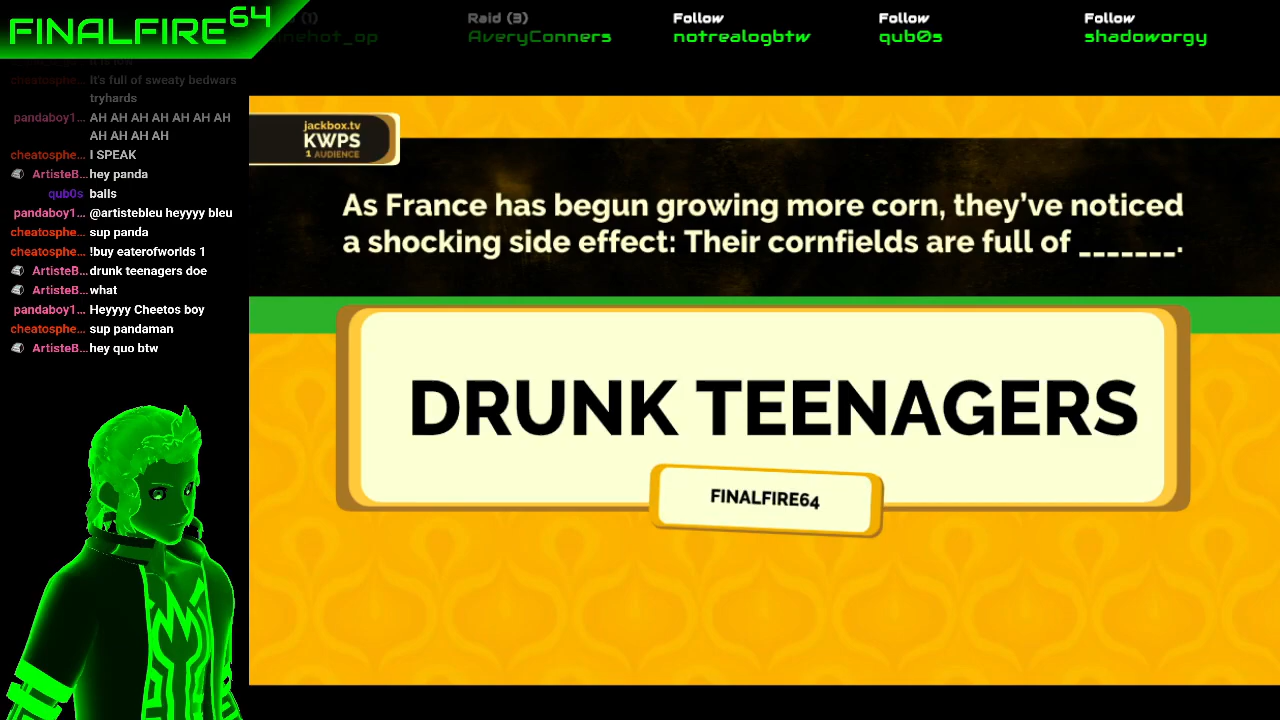 FINALFIRE64
(1)
nehot_op
Raid (3)
AveryConners
Follow
notrealogbtw
Follow
qub0s
Follow
shadoworgy
cheatosphe... It's full of sweaty bedwars
tryhards
pandaboy1... AH AH AH AH AH AH AH
AH AH AH AH
cheatosphe... I SPEAK
ArtisteB... hey panda
qub0s balls
pandaboy1... @artistebleu heyyyy bleu
cheatosphe... sup panda
cheatosphe... !buy eaterofworlds 1
ArtisteB... drunk teenagers doe
ArtisteB... what
pandaboy1... Heyyyy Cheetos boy
cheatosphe... sup pandaman
ArtisteB... hey quo btw
jackbox.tv
KWPS
1 AUDIENCE
As France has begun growing more corn, they've noticed
a shocking side effect: Their cornfields are full of _______.
DRUNK TEENAGERS
FINALFIRE64